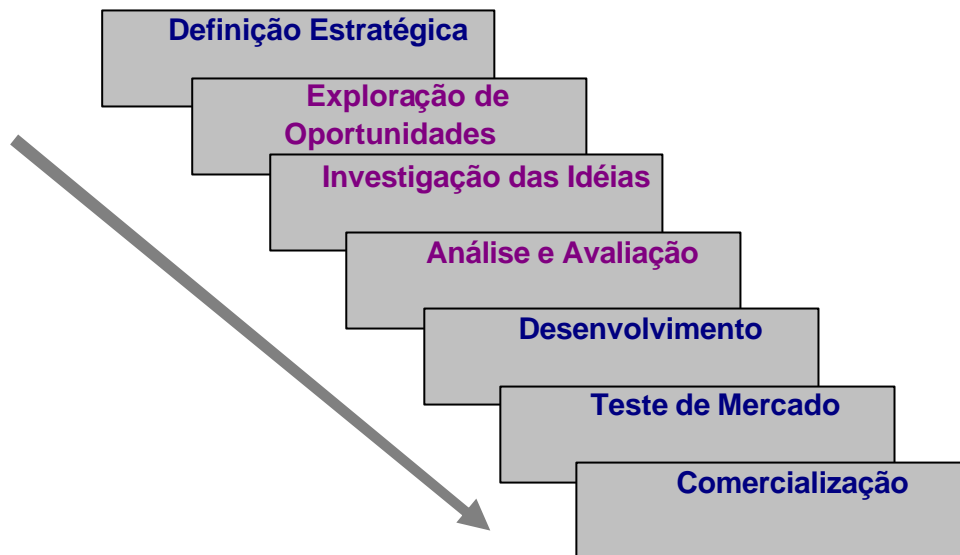 Definição Estratégica
Exploração de
Oportunidades
Investigação das Idéias
Análise e Avaliação
Desenvolvimento
Teste de Mercado
Comercialização